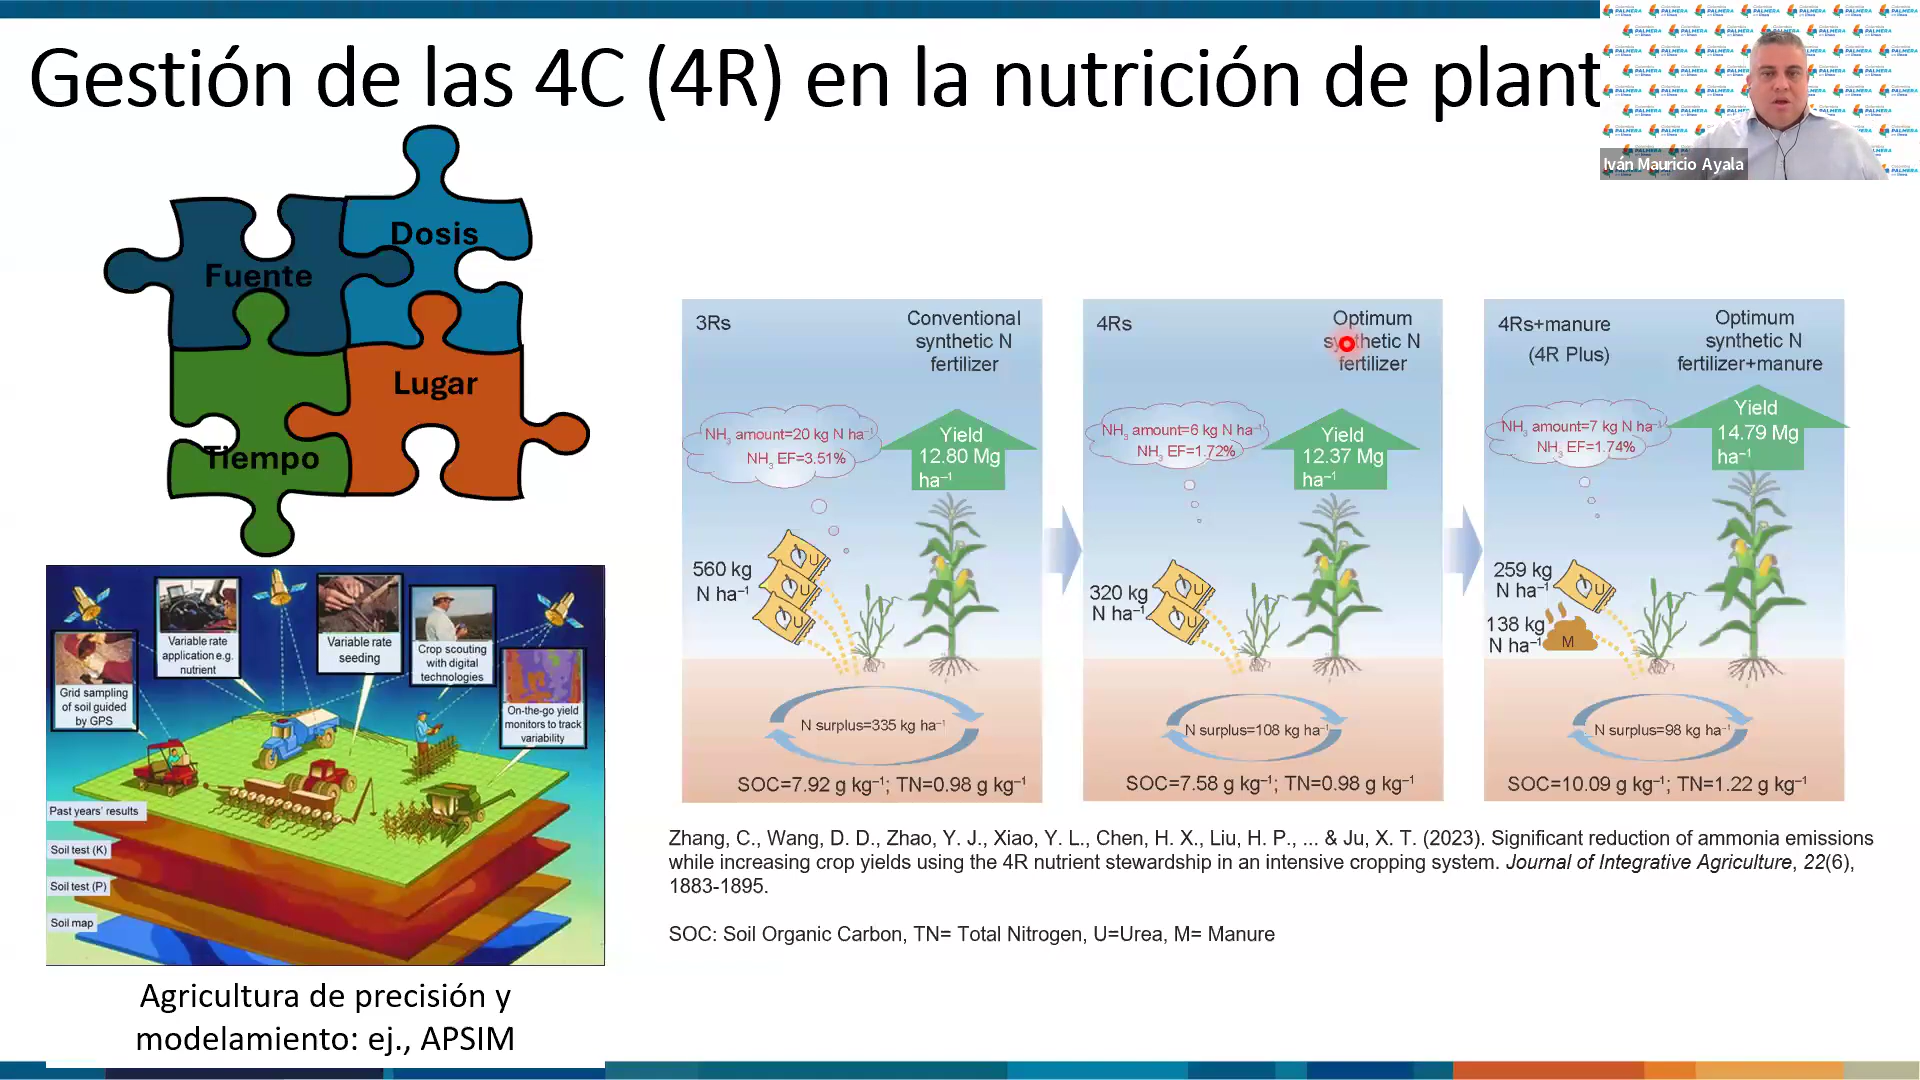 Gestión de las 4C (4R) en la nutrición de plant
Iván Mauricio Ayala
Dosis
Fuente
Lugar
Tiempo
3Rs
Conventional
synthetic N
fertilizer
NH3 amount=20 kg N ha⁻¹
NH3 EF=3.51%
Yield
12.80 Mg
ha⁻¹
560 kg
N ha⁻¹
U
U
U
N surplus=335 kg ha⁻¹
SOC=7.92 g kg⁻¹; TN=0.98 g kg⁻¹
4Rs
Optimum
synthetic N
fertilizer
NH3 amount=6 kg N ha⁻¹
NH3 EF=1.72%
Yield
12.37 Mg
ha⁻¹
320 kg
N ha⁻¹
U
U
N surplus=108 kg ha⁻¹
SOC=7.58 g kg⁻¹; TN=0.98 g kg⁻¹
4Rs+manure
(4R Plus)
Optimum
synthetic N
fertilizer+manure
NH3 amount=7 kg N ha⁻¹
NH3 EF=1.74%
Yield
14.79 Mg
ha⁻¹
259 kg
N ha⁻¹
U
138 kg
N ha⁻¹
M
N surplus=98 kg ha⁻¹
SOC=10.09 g kg⁻¹; TN=1.22 g kg⁻¹
Variable rate
application e.g.
nutrient
Variable rate
seeding
Crop scouting
with digital
technologies
Grid sampling
of soil guided
by GPS
On-the-go yield
monitors to track
variability
Past years' results
Soil test (K)
Soil test (P)
Soil map
Agricultura de precisión y
modelamiento: ej., APSIM
Zhang, C., Wang, D. D., Zhao, Y. J., Xiao, Y. L., Chen, H. X., Liu, H. P., ... & Ju, X. T. (2023). Significant reduction of ammonia emissions
while increasing crop yields using the 4R nutrient stewardship in an intensive cropping system. Journal of Integrative Agriculture, 22(6),
1883-1895.
SOC: Soil Organic Carbon, TN= Total Nitrogen, U=Urea, M= Manure